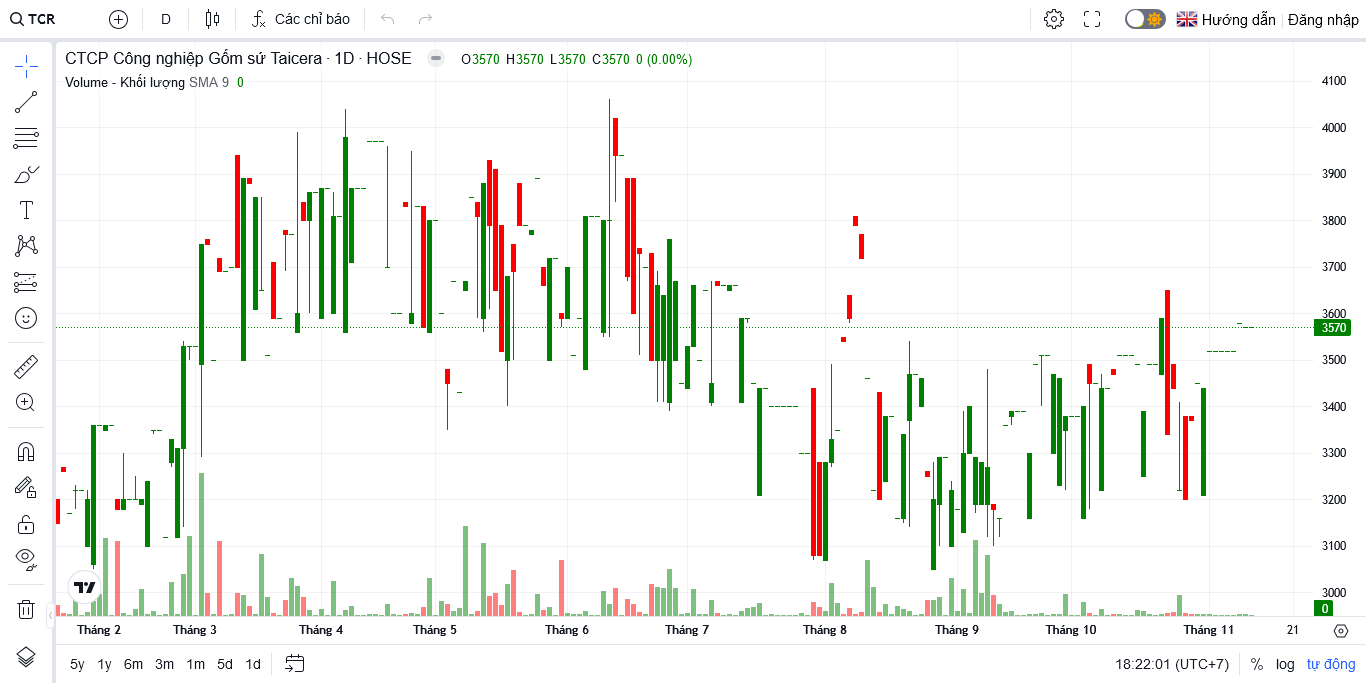 TCR D Các chỉ báo Hướng dẫn Đăng nhập
CTCP Công nghiệp Gốm sứ Taicera · 1D · HOSE O3570 H3570 L3570 C3570 0 (0.00%)
Volume - Khối lượng SMA 9 0
4100
4000
3900
3800
3700
3600
3570
3500
3400
3300
3200
3100
3000
0
Tháng 2 Tháng 3 Tháng 4 Tháng 5 Tháng 6 Tháng 7 Tháng 8 Tháng 9 Tháng 10 Tháng 11 21
5y 1y 6m 3m 1m 5d 1d 18:22:01 (UTC+7) % log tự động